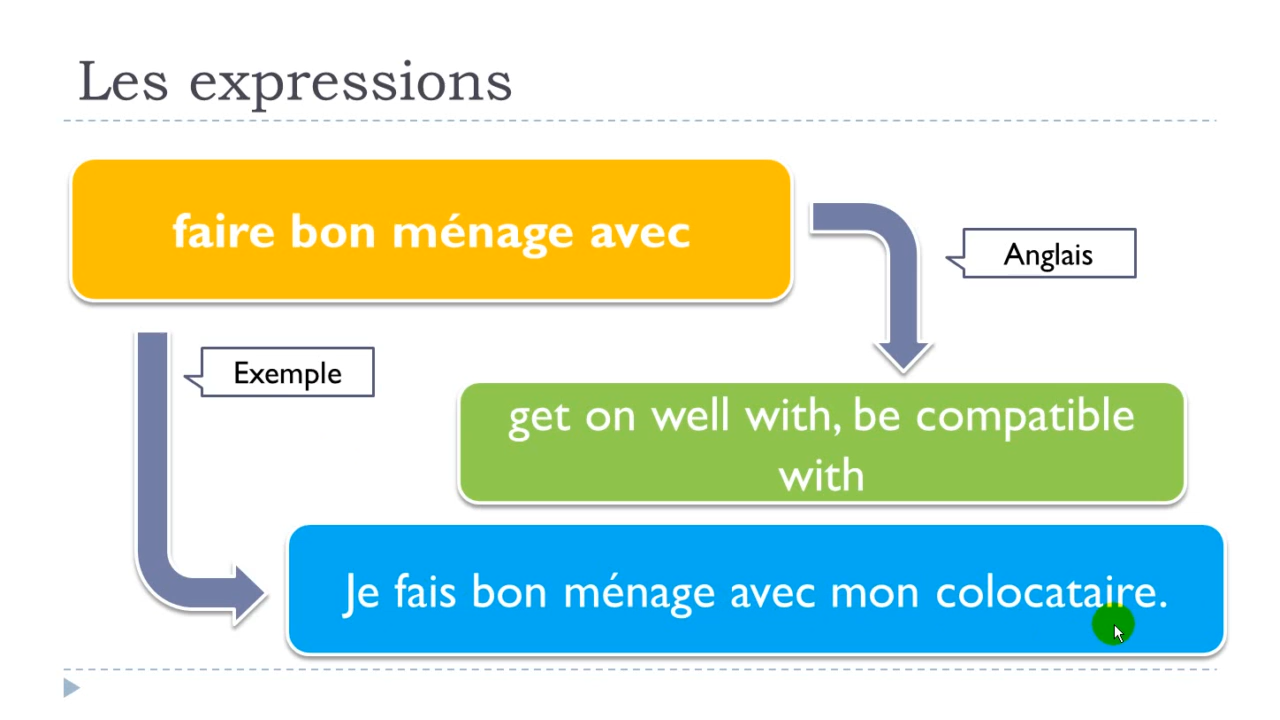 Les expressions
faire bon ménage avec
Anglais
Exemple
get on well with, be compatible
with
Je fais bon ménage avec mon colocataire.